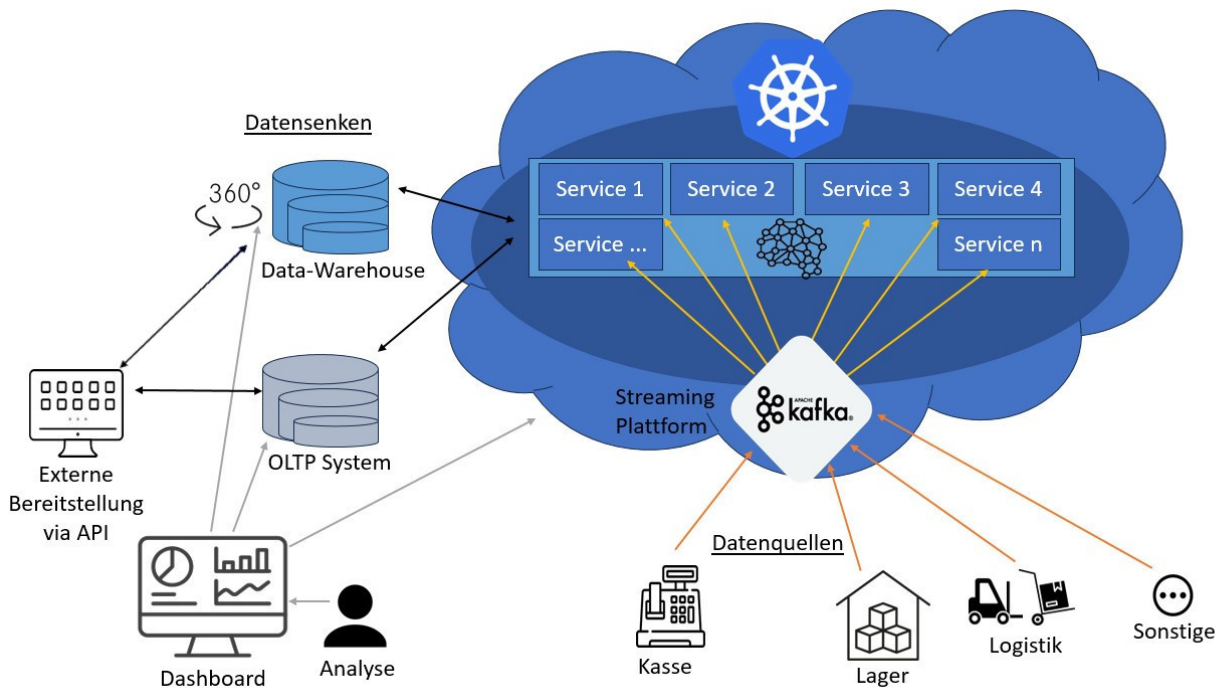 Datensenken
360°
Data-Warehouse
OLTP System
Externe
Bereitstellung
via API
Dashboard
Analyse
Service 1
Service 2
Service 3
Service 4
Service ...
Service n
Streaming
Plattform
APACHE
kafka®
Datenquellen
Kasse
Lager
Logistik
Sonstige